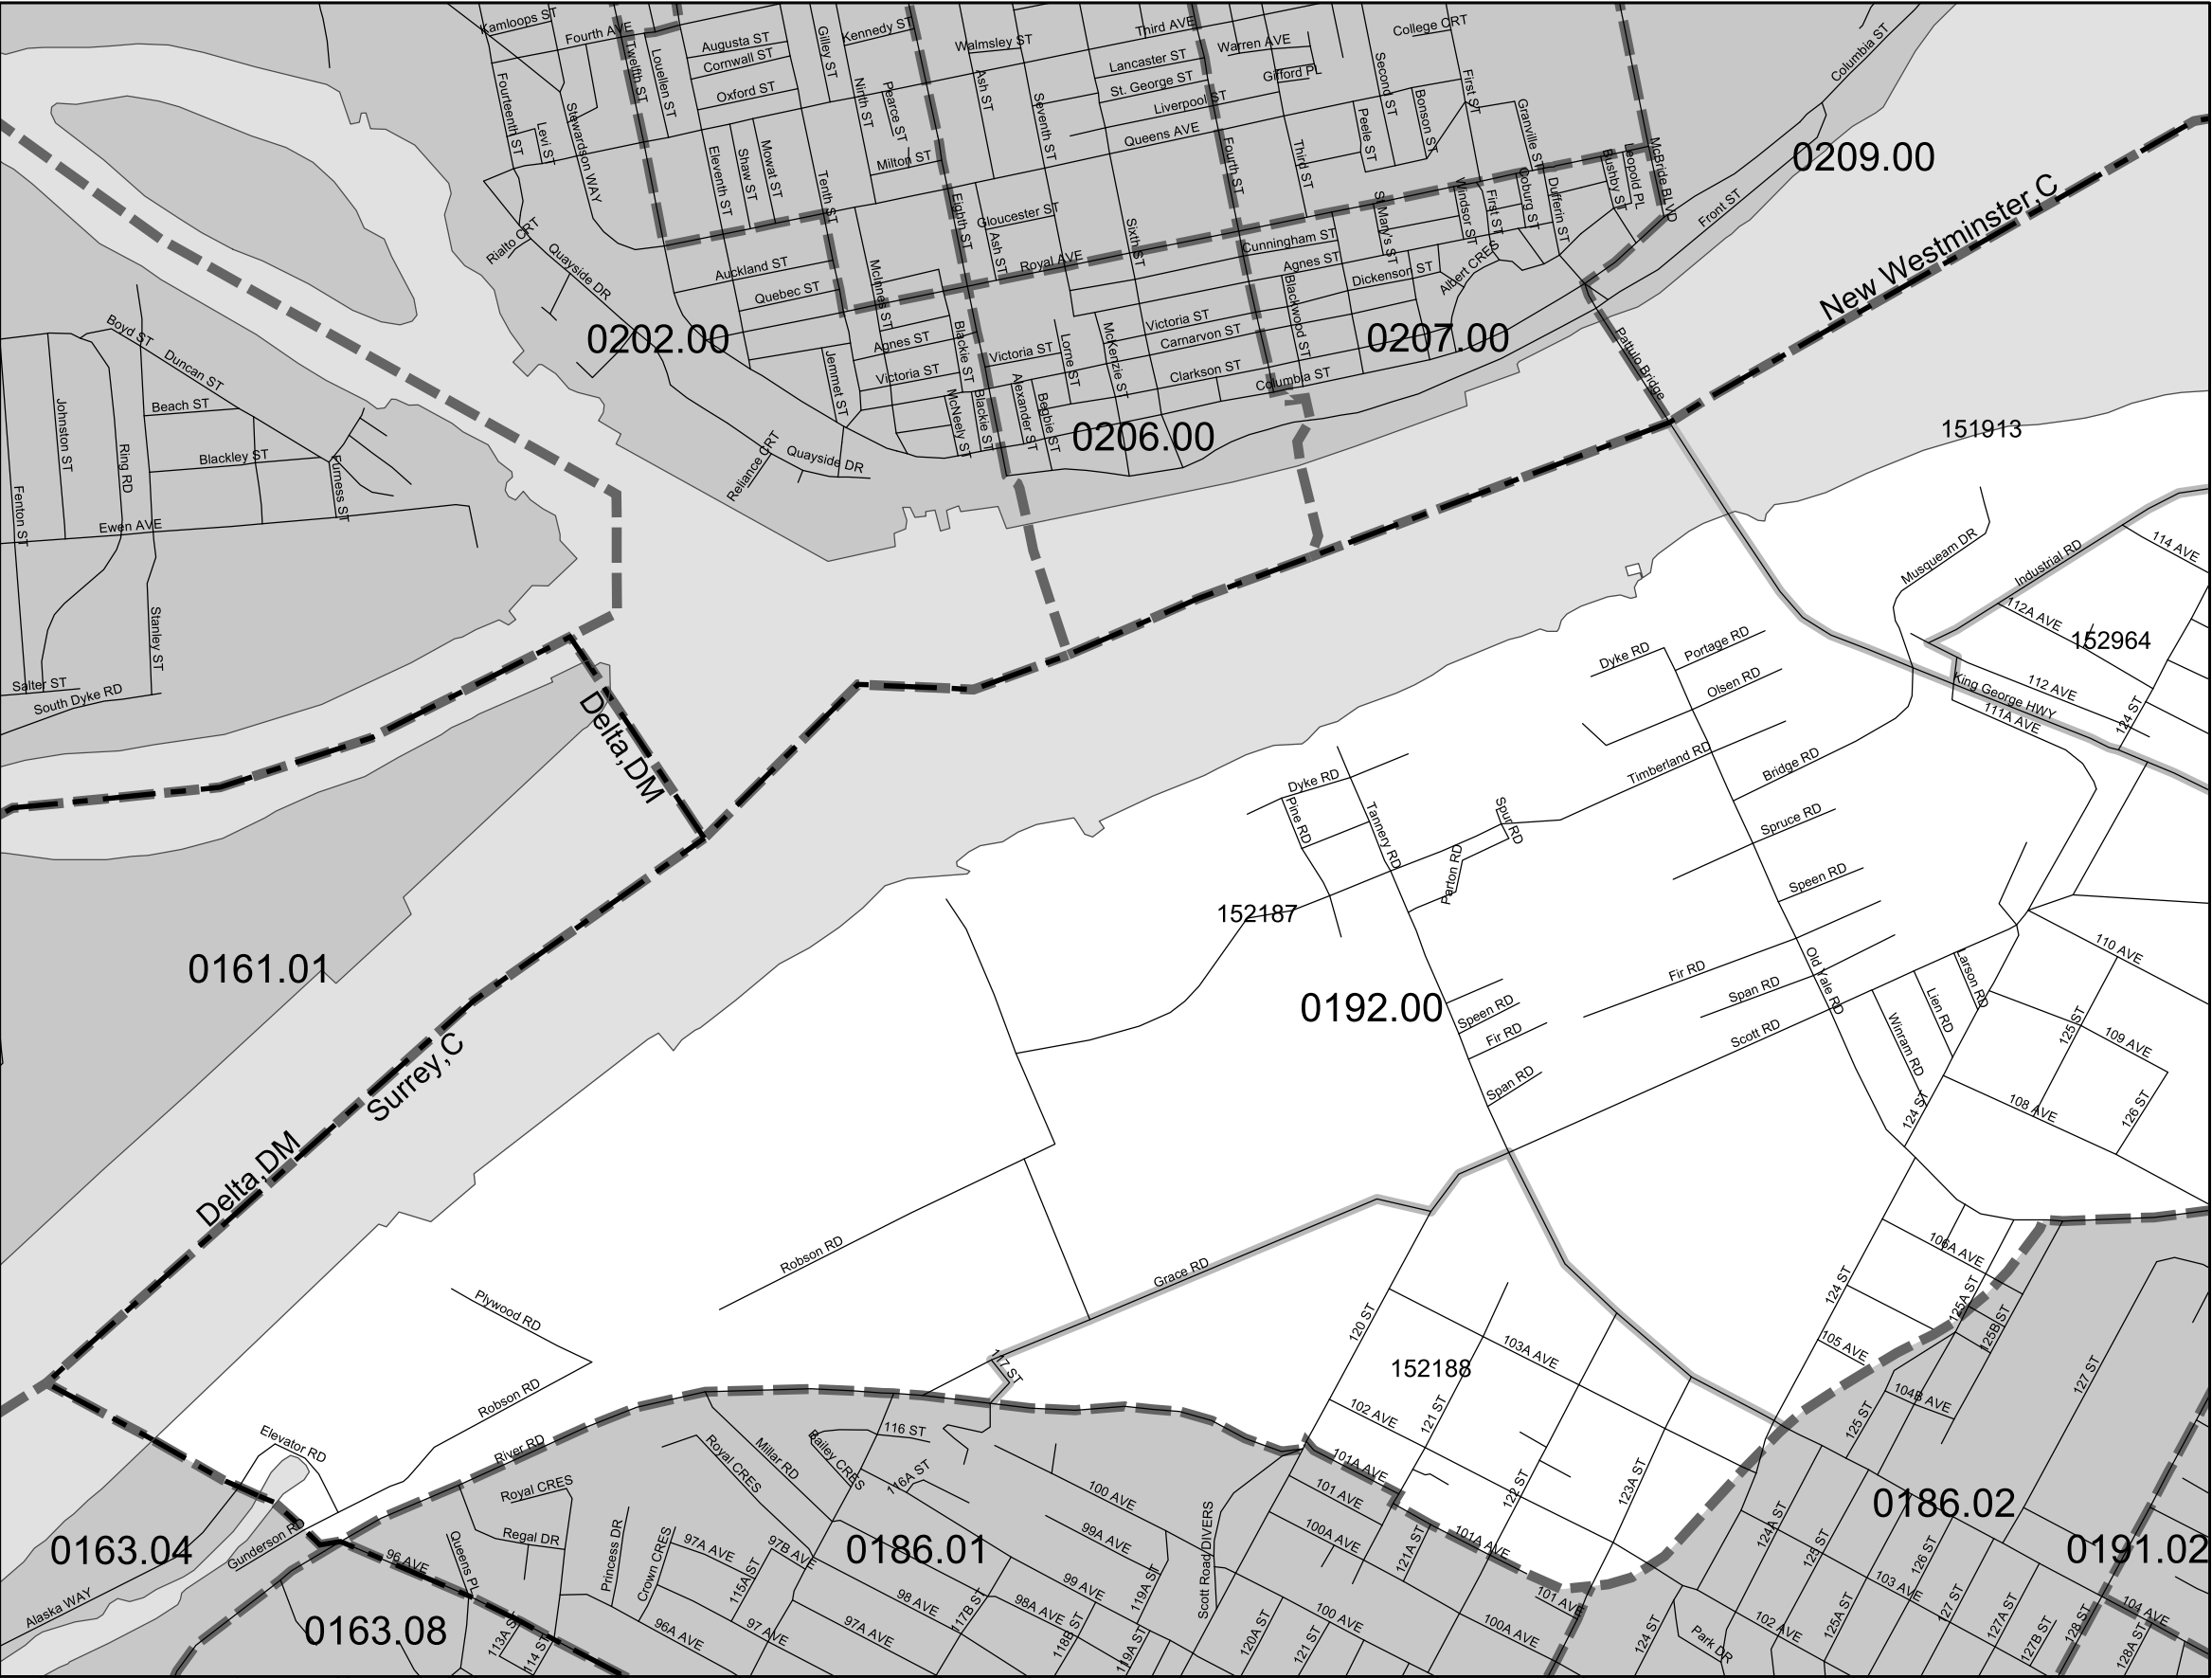 Kamloops ST
Fourth AVE
Twelfth ST
Louellen ST
Augusta ST
Cornwall ST
Oxford ST
Gilley ST
Kennedy ST
Ninth ST
Pearce ST
Milton ST
Walmsley ST
Ash ST
Seventh ST
Third AVE
Lancaster ST
St. George ST
Liverpool ST
Queens AVE
Warren AVE
Gifford PL
College CRT
Second ST
First ST
Peele ST
Bonson ST
Granville ST
Columbia ST
Fourteenth ST
Levi ST
Stewardson WAY
Eleventh ST
Shaw ST
Mowat ST
Tenth ST
Eighth ST
Gloucester ST
Ash ST
Royal AVE
Sixth ST
Fourth ST
Third ST
St Mary's ST
Windsor ST
First ST
Coburg ST
Dufferin ST
Bushby ST
Leopold PL
McBride BLVD
Front ST
0209.00
New Westminster,C
Rialto CRT
Quayside DR
Auckland ST
Quebec ST
McInnes ST
Cunningham ST
Agnes ST
Blackwood ST
Dickenson ST
Albert CRES
0202.00
0207.00
Pattulo Bridge
Agnes ST
Victoria ST
Jemmet ST
Blackie ST
Victoria ST
Lorne ST
McKenzie ST
Victoria ST
Carnarvon ST
Clarkson ST
Columbia ST
McNeely ST
Blackie ST
Alexander ST
Begbie ST
0206.00
Reliance CRT
Quayside DR
Boyd ST
Duncan ST
Beach ST
Johnston ST
Ring RD
Blackley ST
Furness ST
Fenton ST
Ewen AVE
Stanley ST
Salter ST
South Dyke RD
151913
Musqueam DR
Industrial RD
114 AVE
112A AVE
152964
112 AVE
King George HWY
111A AVE
124 ST
Dyke RD
Portage RD
Olsen RD
Timberland RD
Bridge RD
Delta,DM
Dyke RD
Pine RD
Tannery RD
Spur RD
Parton RD
Spruce RD
Speen RD
152187
0161.01
0192.00
Fir RD
Span RD
Old Yale RD
Scott RD
Speen RD
Fir RD
Span RD
Larson RD
Lien RD
Winram RD
124 ST
110 AVE
125 ST
109 AVE
108 AVE
126 ST
Surrey,C
Delta,DM
Robson RD
Grace RD
Plywood RD
Robson RD
117 ST
120 ST
103A AVE
152188
124 ST
106A AVE
125A ST
125B ST
105 AVE
127 ST
104B AVE
125 ST
Elevator RD
River RD
Gunderson RD
Alaska WAY
0163.04
96 AVE
0163.08
Royal CRES
Regal DR
Queens PL
Princess DR
Crown CRES
Royal CRES
Millar RD
Bailey CRES
116 ST
116A ST
97A AVE
97B AVE
115A ST
0186.01
96A AVE
97 AVE
97A AVE
98 AVE
117B ST
98A AVE
99 AVE
99A AVE
100 AVE
118B ST
119A ST
119A ST
113A ST
114 ST
Scott Road DIVERS
102 AVE
121 ST
101A AVE
101 AVE
100A AVE
121A ST
101A AVE
122 ST
123A ST
101 AVE
100 AVE
100A AVE
120A ST
121 ST
124 ST
Park DR
102 AVE
124A ST
125 ST
0186.02
126 ST
103 AVE
125A ST
127 ST
127A ST
127B ST
128 ST
128A ST
104 AVE
0191.02